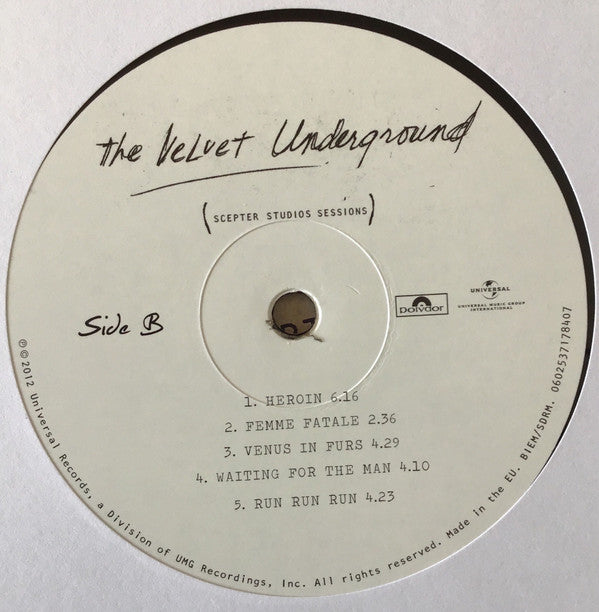 the Velvet Underground
(SCEPTER STUDIOS SESSIONS)
Side B
polydor
UNIVERSAL
UNIVERSAL MUSIC GROUP
INTERNATIONAL
1. HEROIN 6.16
2. FEMME FATALE 2.36
3. VENUS IN FURS 4.29
4. WAITING FOR THE MAN 4.10
5. RUN RUN RUN 4.23
℗©2012 Universal Records, a Division of UMG Recordings, Inc. All rights reserved. Made in the EU. BIEM/SDRM. 0602537178407